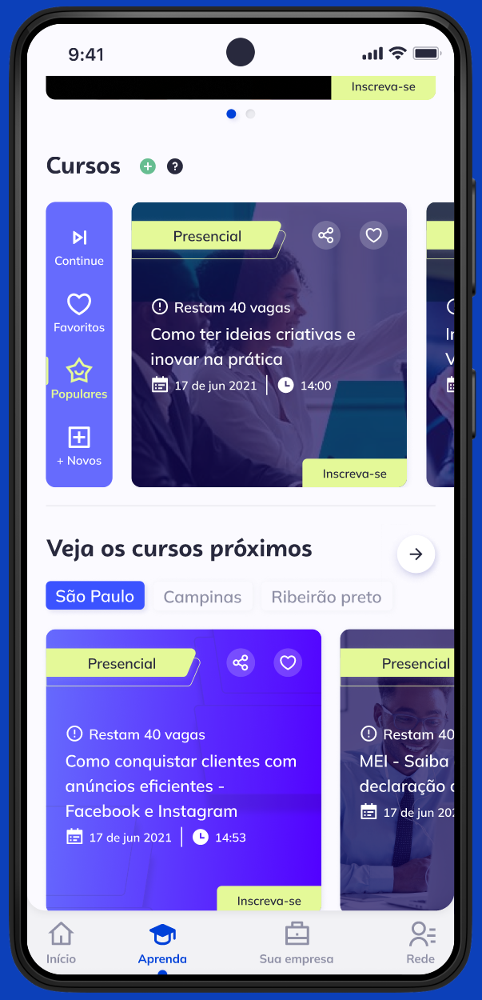 9:41
Inscreva-se
Cursos
Continue
Favoritos
Populares
+ Novos
Presencial
Restam 40 vagas
Como ter ideias criativas e
inovar na prática
17 de jun 2021
14:00
Inscreva-se
Veja os cursos próximos
São Paulo
Campinas
Ribeirão preto
Presencial
Restam 40 vagas
Como conquistar clientes com
anúncios eficientes -
Facebook e Instagram
17 de jun 2021
14:53
Inscreva-se
Presencial
Restam 40
MEI - Saiba
declaração
17 de jun
Início
Aprenda
Sua empresa
Rede